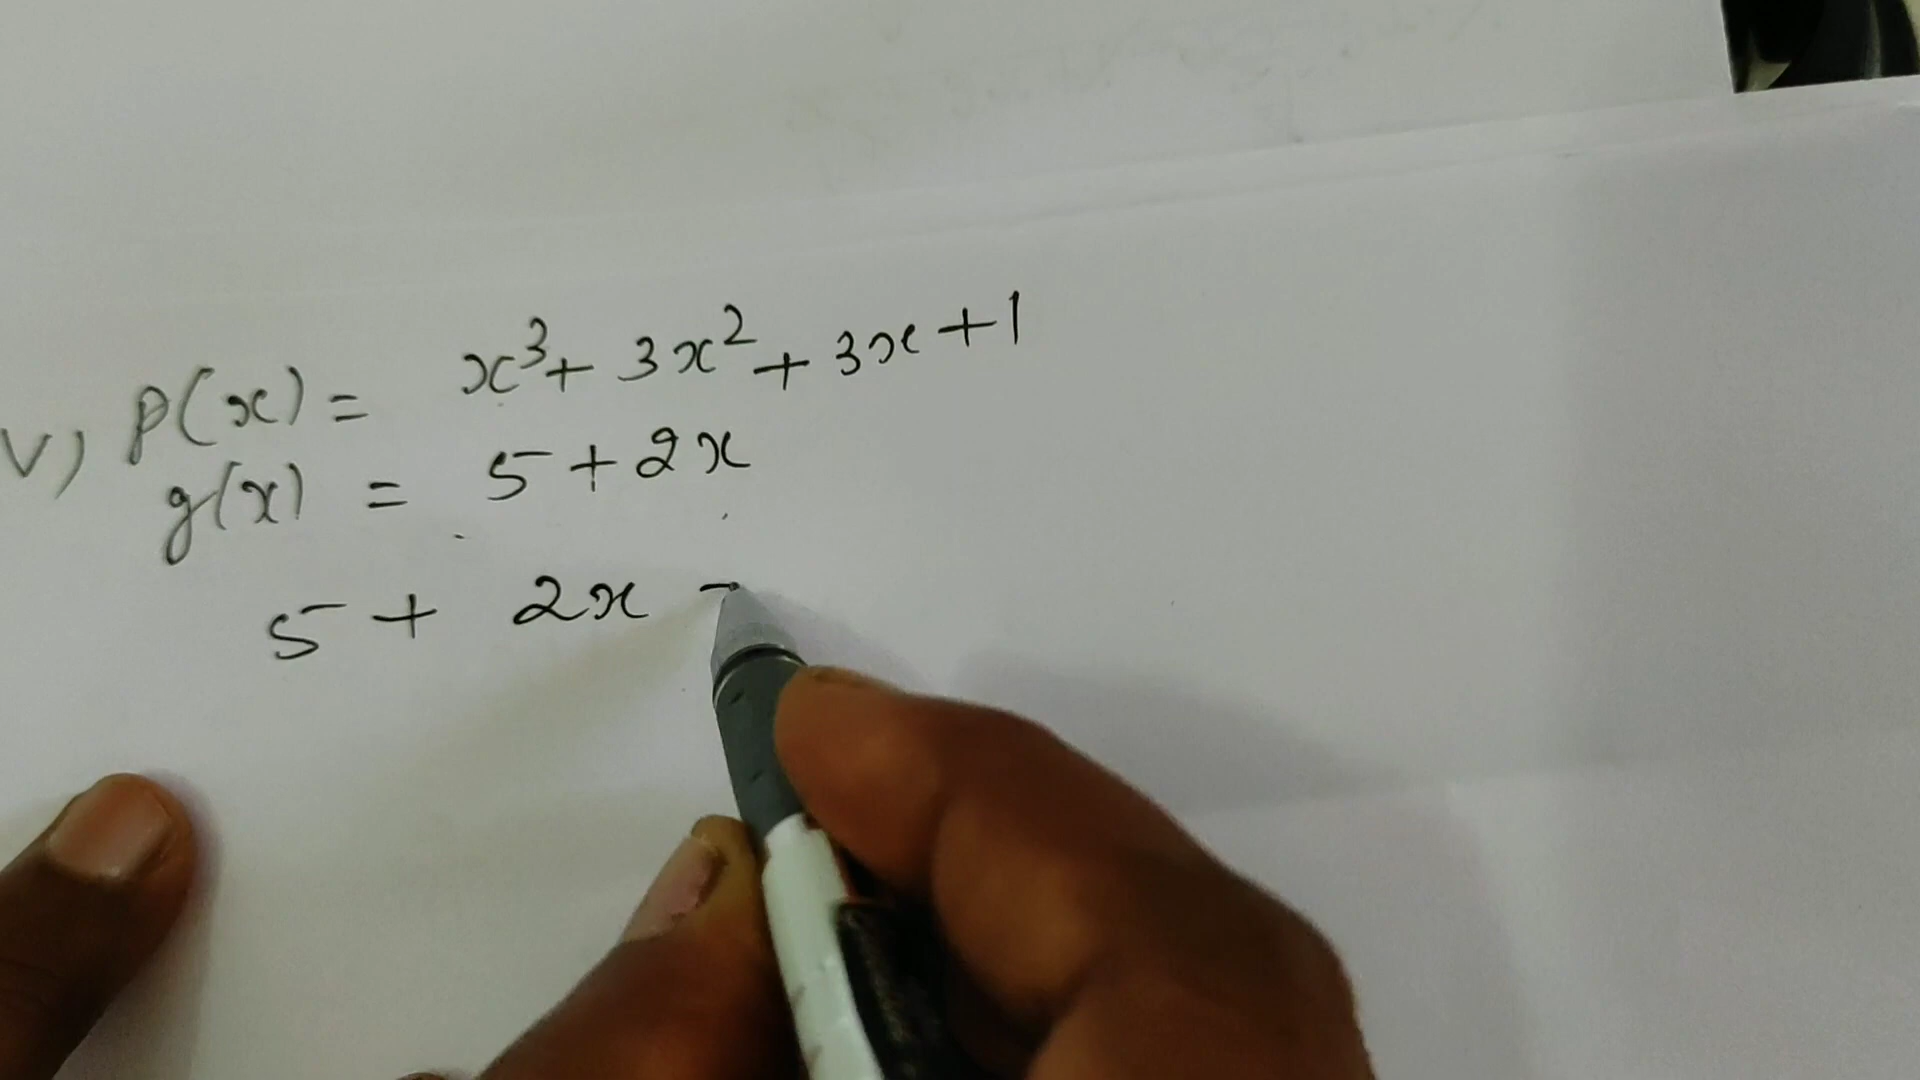 v) p(x) = x³ + 3x² + 3x + 1
g(x) = 5 + 2x
5 + 2x -